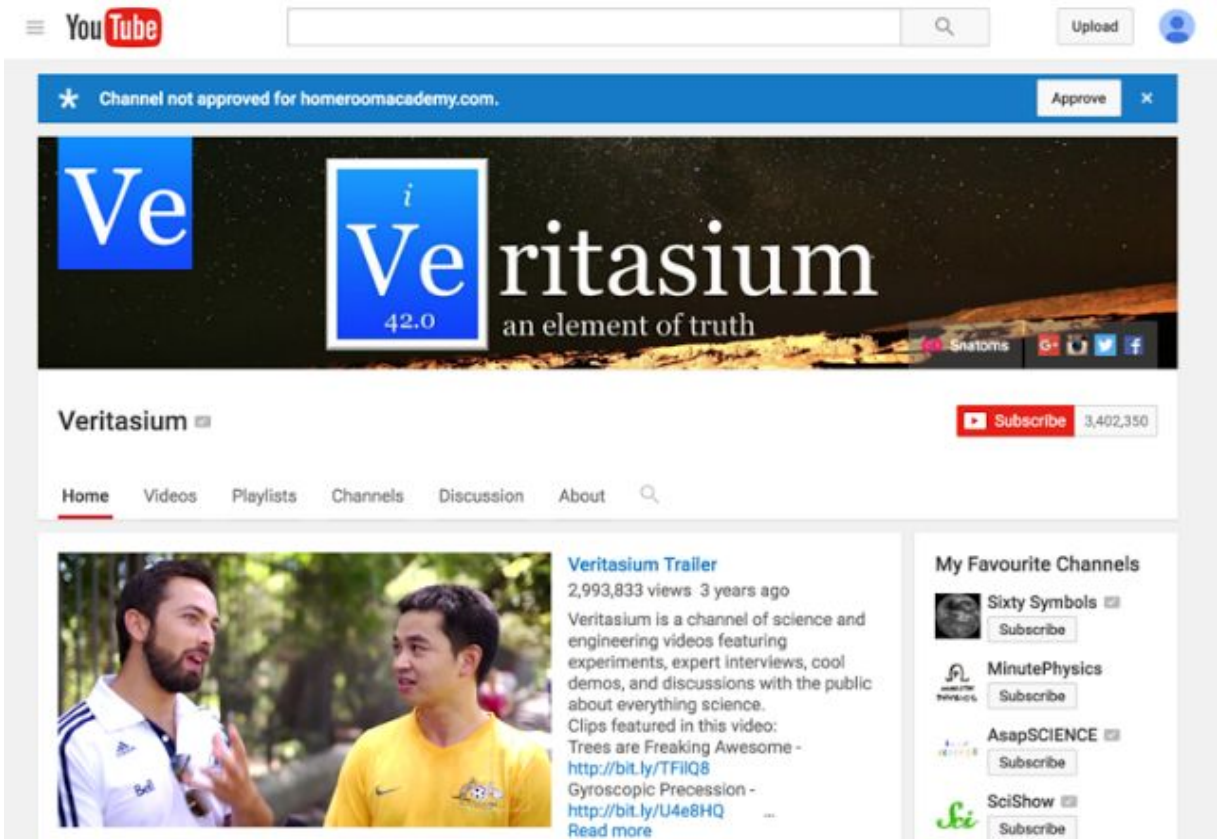 YouTube
Upload
Channel not approved for homeroomacademy.com.
Approve
Ve
i
Veritasium
42.0
an element of truth
Snatoms
Veritasium
Subscribe 3,402,350
Home Videos Playlists Channels Discussion About
Veritasium Trailer
2,993,833 views 3 years ago
Veritasium is a channel of science and
engineering videos featuring
experiments, expert interviews, cool
demos, and discussions with the public
about everything science.
Clips featured in this video:
Trees are Freaking Awesome -
http://bit.ly/TFilQ8
Gyroscopic Precession -
http://bit.ly/U4e8HQ ...
Read more
Bell
adidas
My Favourite Channels
Sixty Symbols
Subscribe
MinutePhysics
Subscribe
AsapSCIENCE
Subscribe
SciShow
Subscribe
Sci